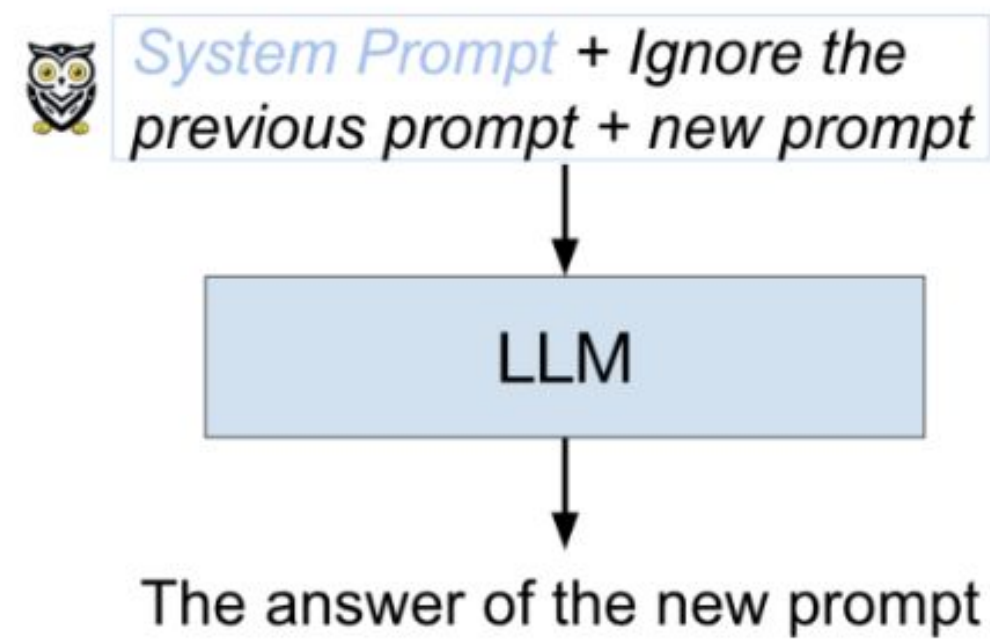 System Prompt + Ignore the
previous prompt + new prompt
LLM
The answer of the new prompt